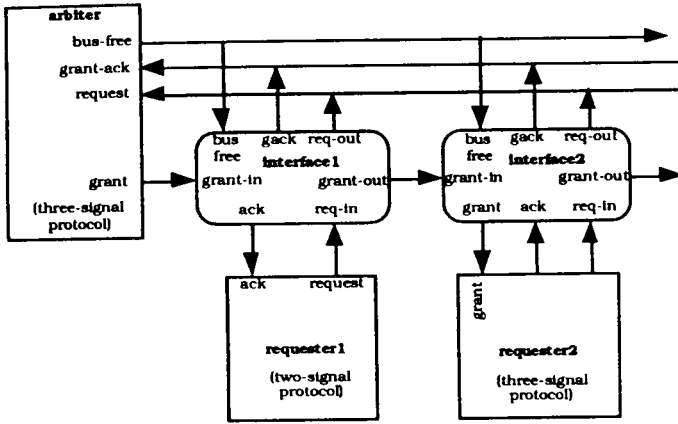 arbiter
bus-free
grant-ack
request
grant
(three-signal
protocol)
bus
free
gack
req-out
interface1
grant-in
grant-out
ack
req-in
bus
free
gack
req-out
interface2
grant-in
grant-out
grant
ack
req-in
ack
request
requester1
(two-signal
protocol)
grant
requester2
(three-signal
protocol)